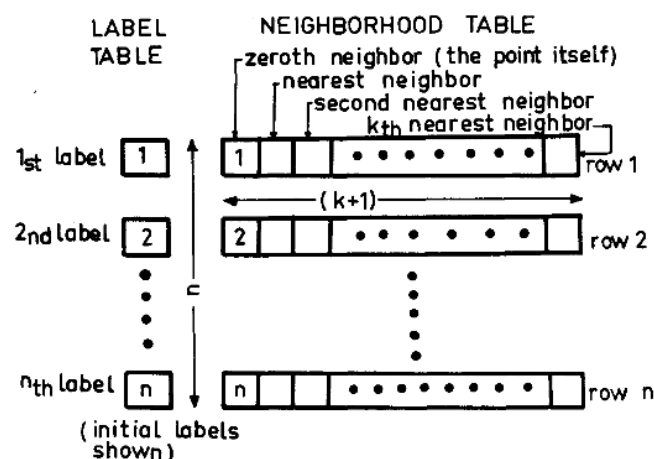 LABEL TABLE
NEIGHBORHOOD TABLE
zeroth neighbor (the point itself)
nearest neighbor
second nearest neighbor
kth nearest neighbor
1st label 1 1 row 1
(k+1)
2nd label 2 2 row 2
n
nth label n n row n
(initial labels
shown)